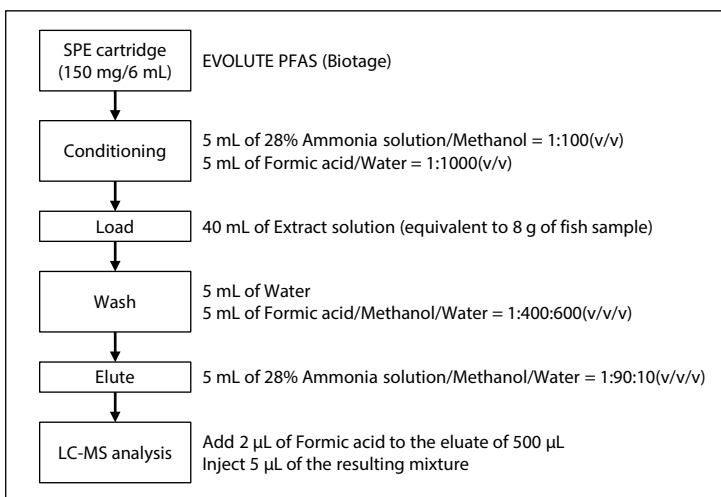 SPE cartridge
(150 mg/6 mL)
EVOLUTE PFAS (Biotage)
Conditioning
5 mL of 28% Ammonia solution/Methanol = 1:100(v/v)
5 mL of Formic acid/Water = 1:1000(v/v)
Load
40 mL of Extract solution (equivalent to 8 g of fish sample)
Wash
5 mL of Water
5 mL of Formic acid/Methanol/Water = 1:400:600(v/v/v)
Elute
5 mL of 28% Ammonia solution/Methanol/Water = 1:90:10(v/v/v)
LC-MS analysis
Add 2 µL of Formic acid to the eluate of 500 µL
Inject 5 µL of the resulting mixture